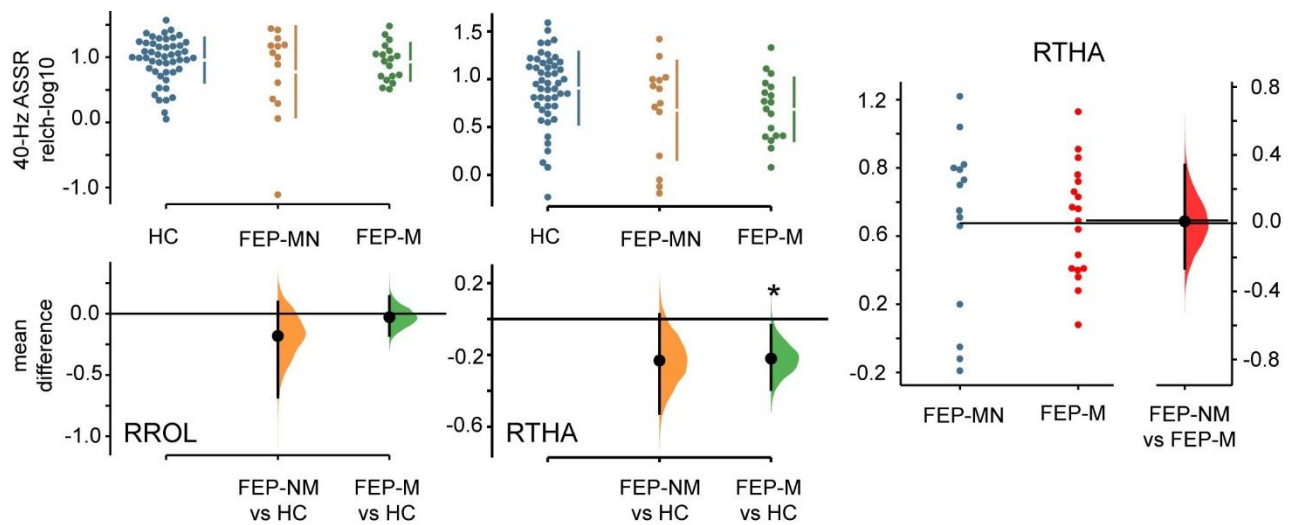 40-Hz ASSR
relch-log10
1.0
0.0
-1.0
HC
FEP-MN
FEP-M
mean
difference
0.0
-0.5
-1.0
RROL
FEP-NM
vs HC
FEP-M
vs HC
1.5
1.0
0.5
0.0
HC
FEP-MN
FEP-M
0.2
-0.2
-0.6
*
RTHA
FEP-NM
vs HC
FEP-M
vs HC
RTHA
1.2
0.8
0.6
0.2
-0.2
0.8
0.4
0.0
-0.4
-0.8
FEP-MN
FEP-M
FEP-NM
vs FEP-M